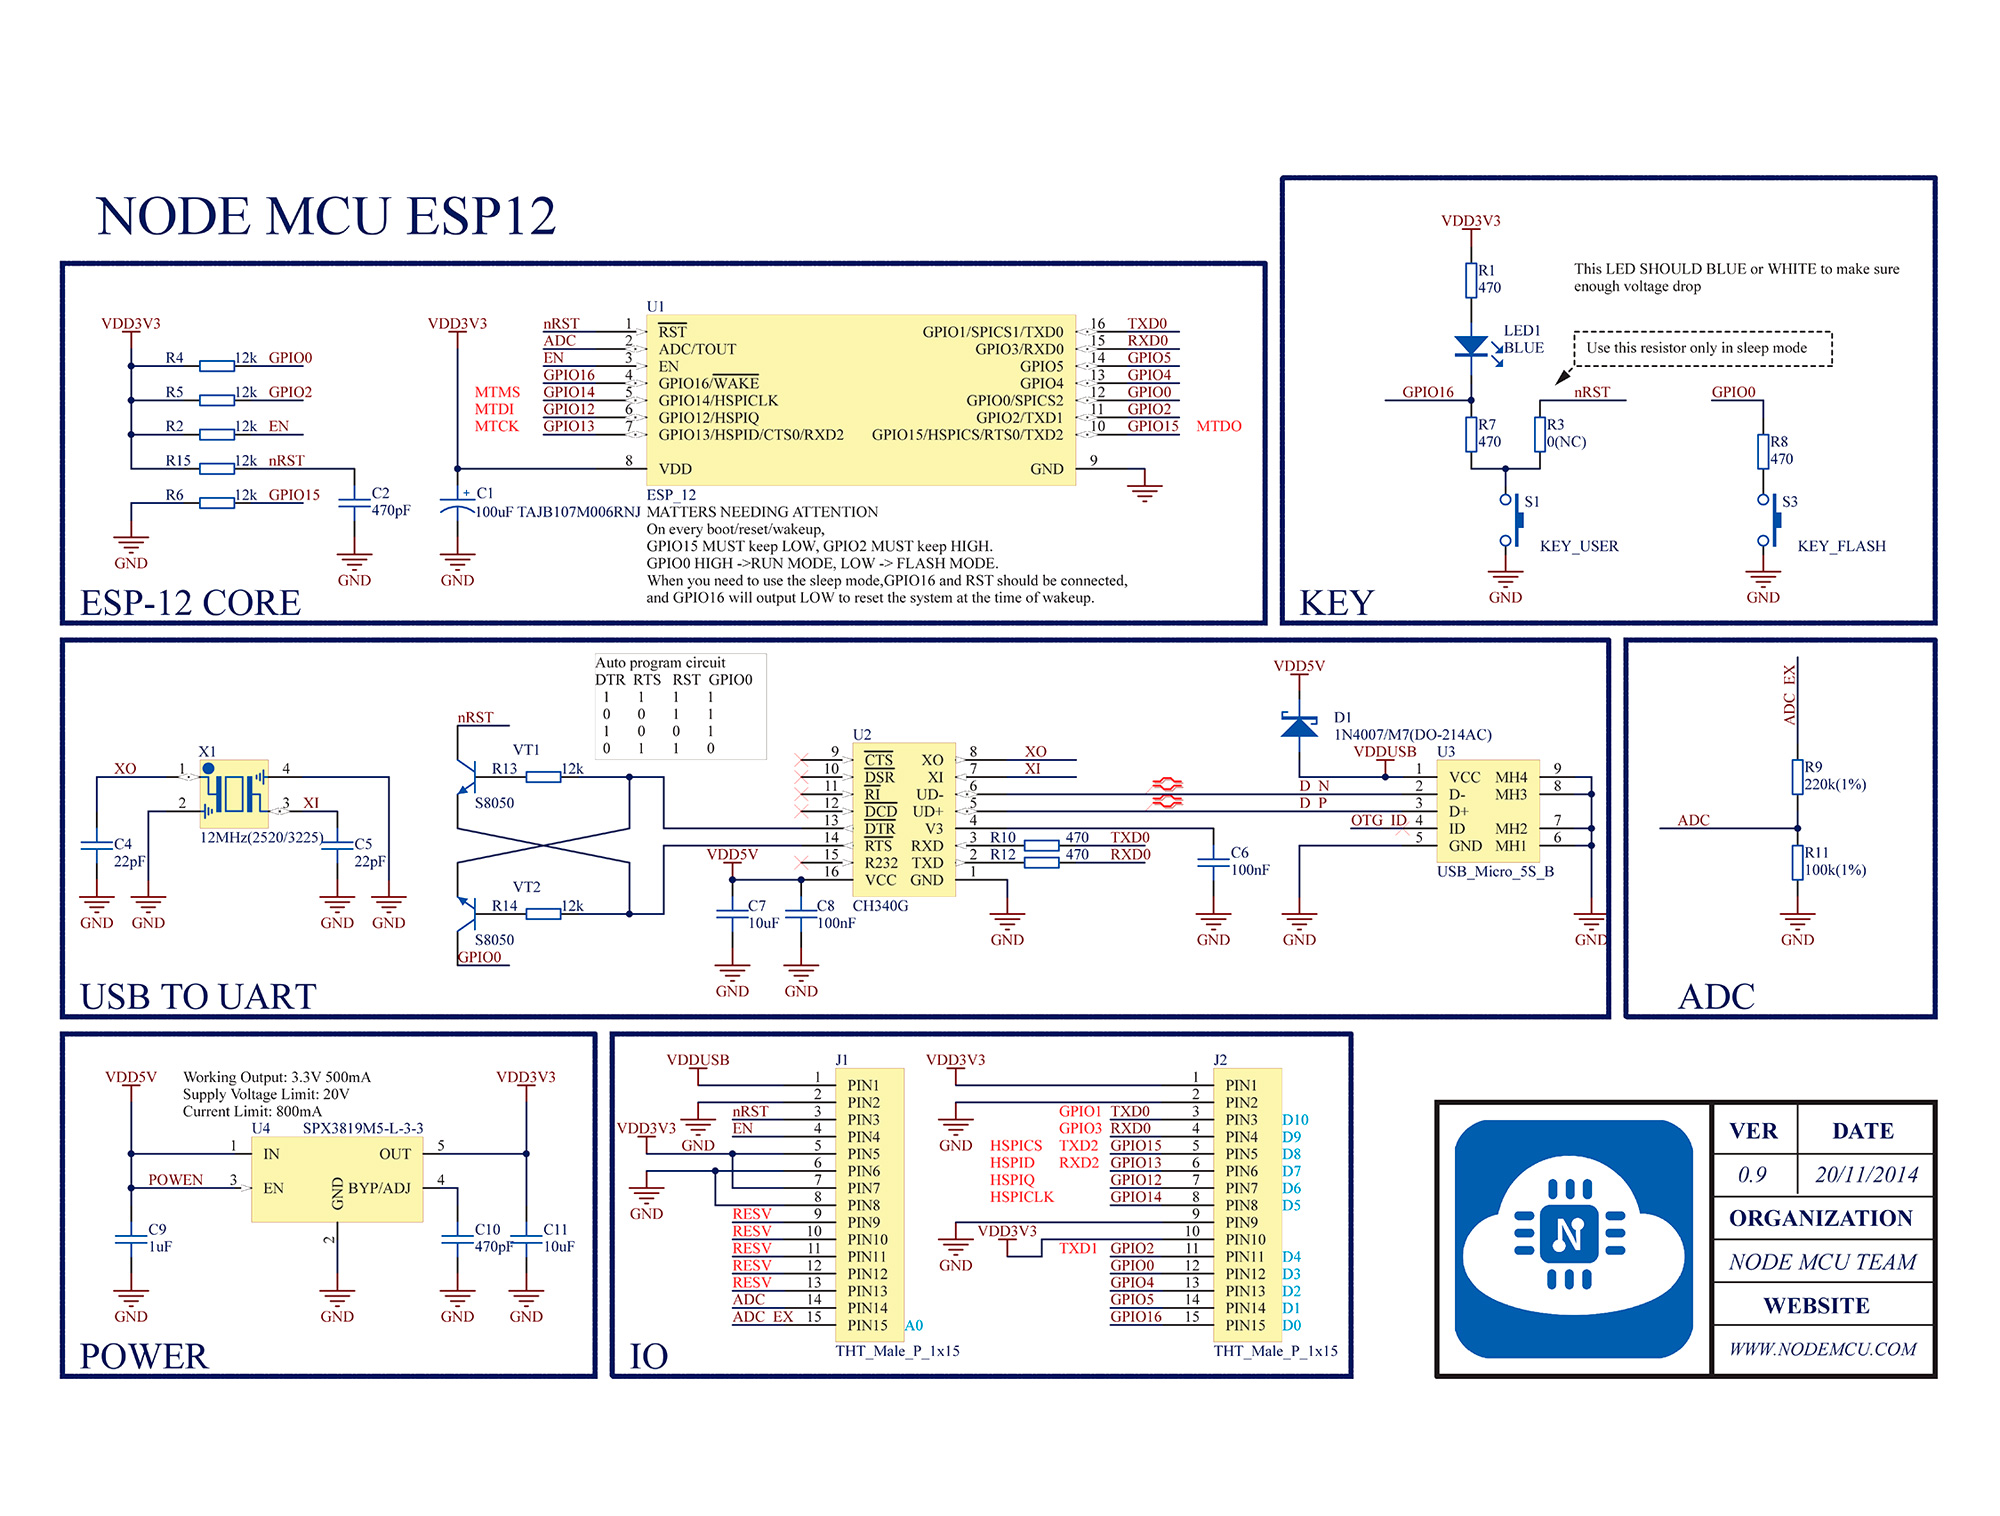 NODE MCU ESP12
VDD3V3
R4 12k GPIO0
R5 12k GPIO2
R2 12k EN
R15 12k nRST
R6 12k GPIO15
C2
470pF
GND
GND
VDD3V3
C1
+
100uF TAJB107M006RNJ
GND
U1
nRST 1 RST
ADC 2 ADC/TOUT
EN 3 EN
GPIO16 4 GPIO16/WAKE
MTMS GPIO14 5 GPIO14/HSPICLK
MTDI GPIO12 6 GPIO12/HSPIQ
MTCK GPIO13 7 GPIO13/HSPID/CTS0/RXD2
8 VDD
GPIO1/SPICS1/TXD0 16 TXD0
GPIO3/RXD0 15 RXD0
GPIO5 14 GPIO5
GPIO4 13 GPIO4
GPIO0/SPICS2 12 GPIO0
GPIO2/TXD1 11 GPIO2
GPIO15/HSPICS/RTS0/TXD2 10 GPIO15 MTDO
GND 9
ESP_12
MATTERS NEEDING ATTENTION
On every boot/reset/wakeup,
GPIO15 MUST keep LOW, GPIO2 MUST keep HIGH.
GPIO0 HIGH ->RUN MODE, LOW -> FLASH MODE.
When you need to use the sleep mode,GPIO16 and RST should be connected,
and GPIO16 will output LOW to reset the system at the time of wakeup.
ESP-12 CORE
VDD3V3
R1
470
This LED SHOULD BLUE or WHITE to make sure
enough voltage drop
LED1
BLUE
Use this resistor only in sleep mode
GPIO16
nRST
GPIO0
R7
470
R3
0(NC)
R8
470
S1
KEY_USER
S3
KEY_FLASH
GND
GND
KEY
XO
X1
1
2
4
3
XI
12MHz(2520/3225)
C4
22pF
C5
22pF
GND
GND
GND
GND
nRST
VT1
R13 12k
S8050
VT2
R14 12k
S8050
GPIO0
Auto program circuit
DTR RTS RST GPIO0
1 1 1 1
0 0 1 1
1 0 0 1
0 1 1 0
U2
9 CTS
10 DSR
11 RI
12 DCD
13 DTR
14 RTS
15 R232
16 VCC
XO 8 XO
XI 7 XI
UD- 6
UD+ 5
V3 4
RXD 3 R10 470 TXD0
TXD 2 R12 470 RXD0
GND 1
CH340G
VDD5V
C7
10uF
C8
100nF
GND
GND
GND
C6
100nF
GND
VDD5V
D1
1N4007/M7(DO-214AC)
VDDUSB
D_N
D_P
OTG_ID
U3
1 VCC
2 D-
3 D+
4 ID
5 GND
MH4 9
MH3 8
MH2 7
MH1 6
USB_Micro_5S_B
GND
GND
USB TO UART
ADC_EX
R9
220k(1%)
ADC
R11
100k(1%)
GND
ADC
VDD5V
Working Output: 3.3V 500mA
Supply Voltage Limit: 20V
Current Limit: 800mA
VDD3V3
U4 SPX3819M5-L-3-3
1 IN
POWEN 3 EN
GND
2
OUT 5
BYP/ADJ 4
C9
1uF
C10
470pF
C11
10uF
GND
GND
GND
GND
POWER
VDDUSB
J1
1 PIN1
2 PIN2
nRST 3 PIN3
EN 4 PIN4
5 PIN5
6 PIN6
7 PIN7
8 PIN8
RESV 9 PIN9
RESV 10 PIN10
RESV 11 PIN11
RESV 12 PIN12
RESV 13 PIN13
ADC 14 PIN14
ADC_EX 15 PIN15 A0
THT_Male_P_1x15
GND
VDD3V3
GND
VDD3V3
J2
1 PIN1
2 PIN2
GPIO1 TXD0 3 PIN3 D10
GPIO3 RXD0 4 PIN4 D9
HSPICS TXD2 GPIO15 5 PIN5 D8
HSPID RXD2 GPIO13 6 PIN6 D7
HSPIQ GPIO12 7 PIN7 D6
HSPICLK GPIO14 8 PIN8 D5
9 PIN9
VDD3V3 10 PIN10
TXD1 GPIO2 11 PIN11 D4
GPIO0 12 PIN12 D3
GPIO4 13 PIN13 D2
GPIO5 14 PIN14 D1
GPIO16 15 PIN15 D0
THT_Male_P_1x15
GND
GND
IO
N
VER DATE
0.9 20/11/2014
ORGANIZATION
NODE MCU TEAM
WEBSITE
WWW.NODEMCU.COM